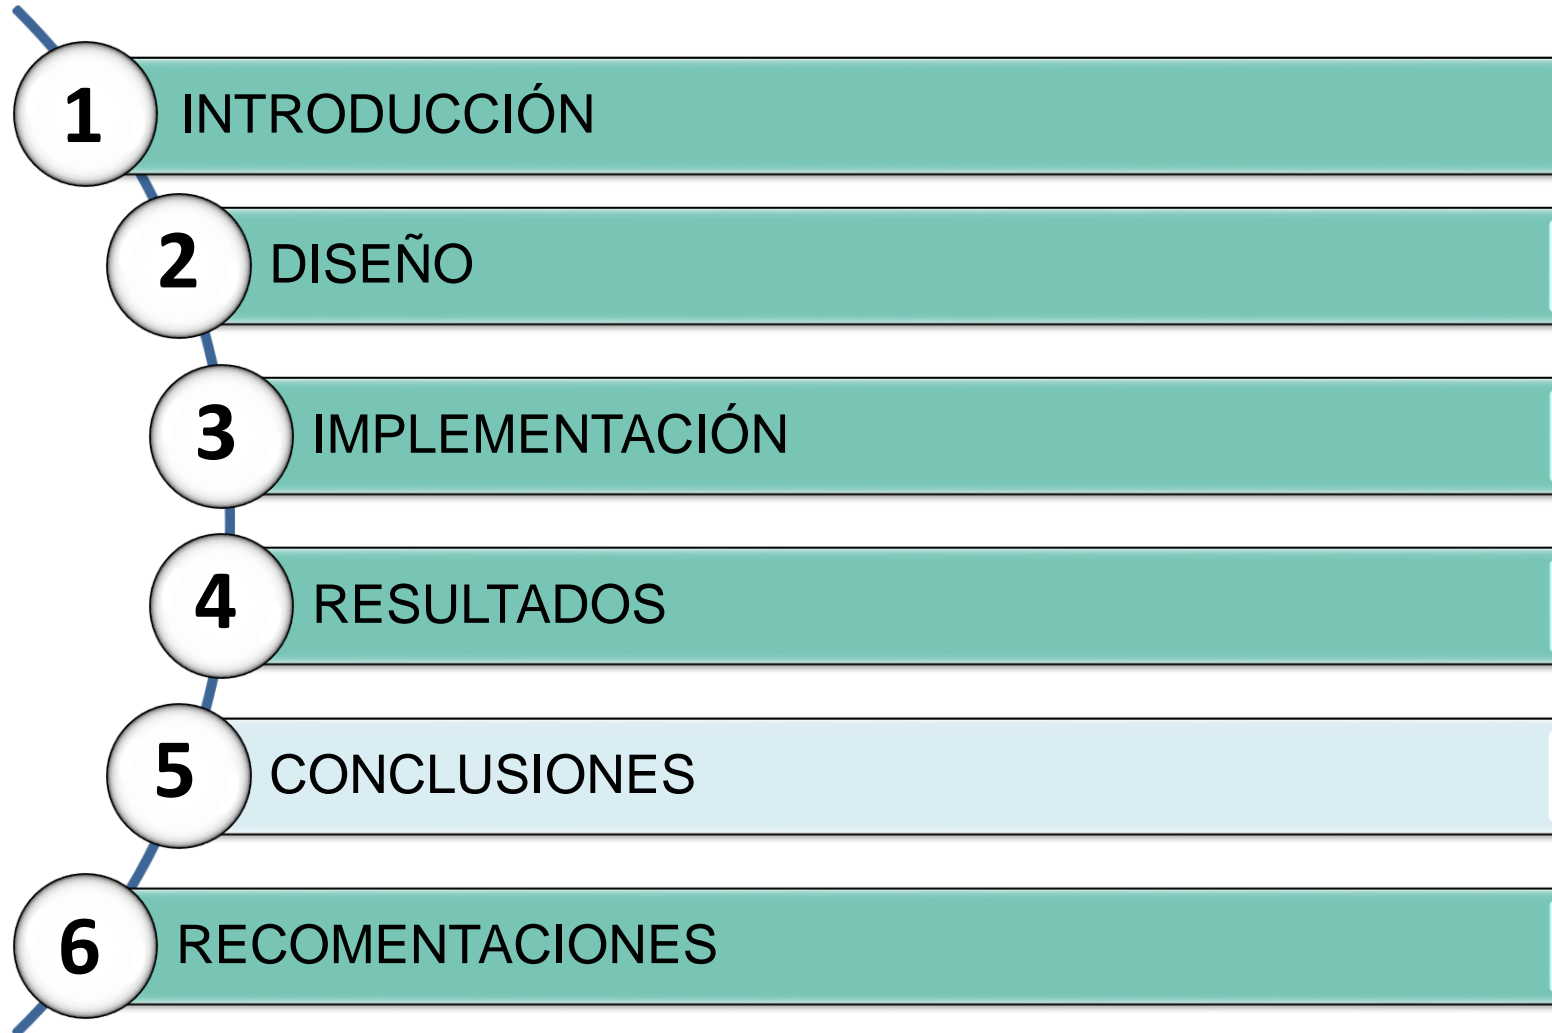 1 INTRODUCCIÓN
2 DISEÑO
3 IMPLEMENTACIÓN
4 RESULTADOS
5 CONCLUSIONES
6 RECOMENTACIONES